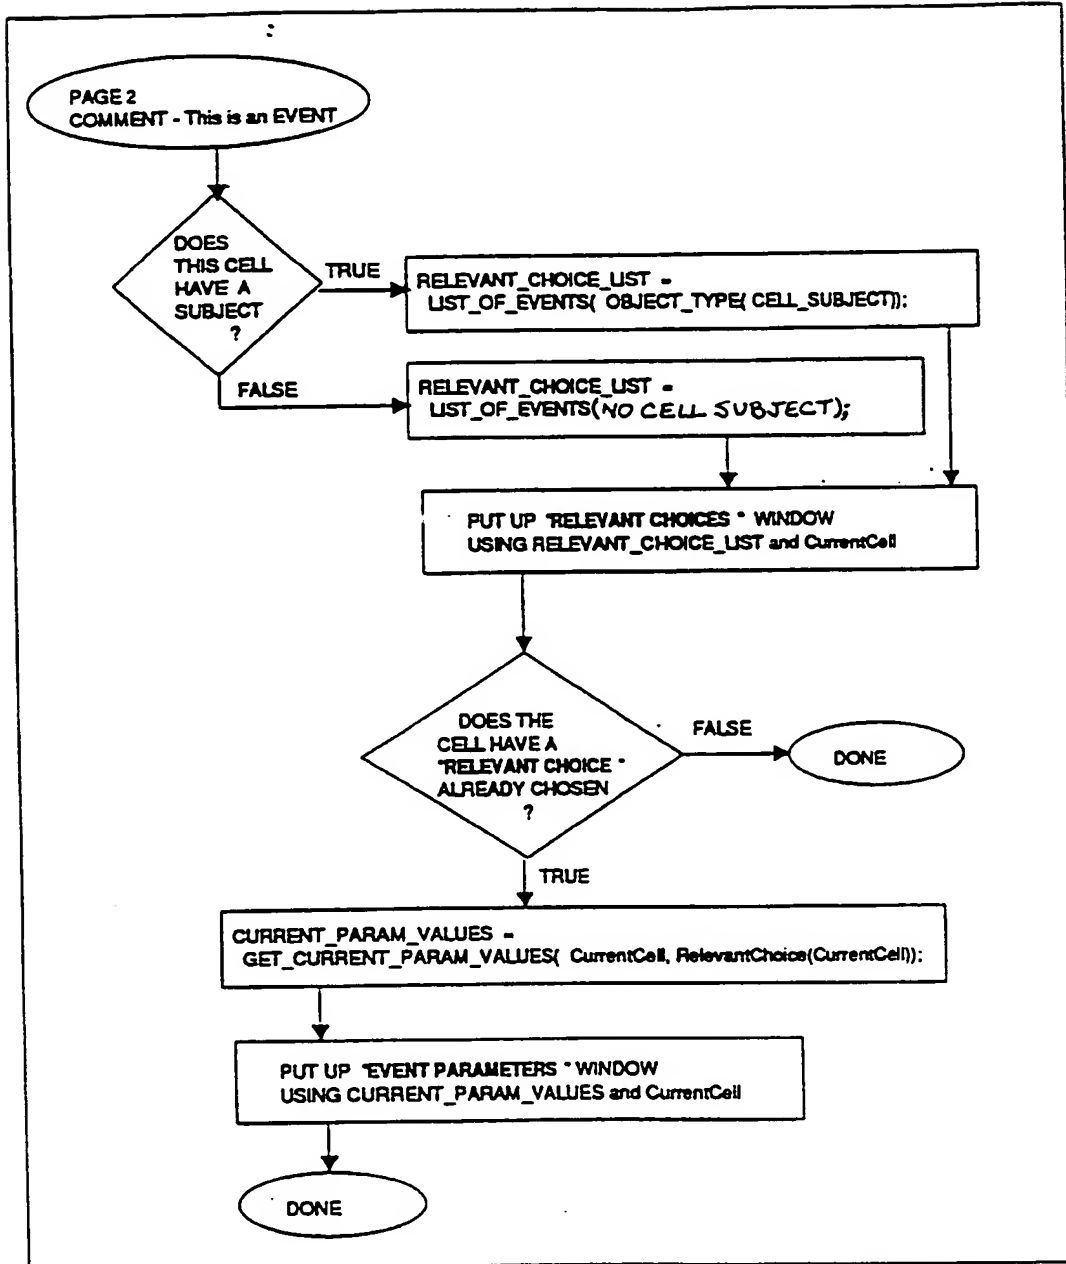 PAGE 2
COMMENT - This is an EVENT
DOES
THIS CELL
HAVE A
SUBJECT
?
TRUE
RELEVANT_CHOICE_LIST =
LIST_OF_EVENTS( OBJECT_TYPE( CELL_SUBJECT));
FALSE
RELEVANT_CHOICE_LIST =
LIST_OF_EVENTS(NO CELL SUBJECT);
PUT UP "RELEVANT CHOICES " WINDOW
USING RELEVANT_CHOICE_LIST and CurrentCell
DOES THE
CELL HAVE A
"RELEVANT CHOICE "
ALREADY CHOSEN
?
FALSE
DONE
TRUE
CURRENT_PARAM_VALUES =
GET_CURRENT_PARAM_VALUES( CurrentCell, RelevantChoice(CurrentCell));
PUT UP "EVENT PARAMETERS " WINDOW
USING CURRENT_PARAM_VALUES and CurrentCell
DONE